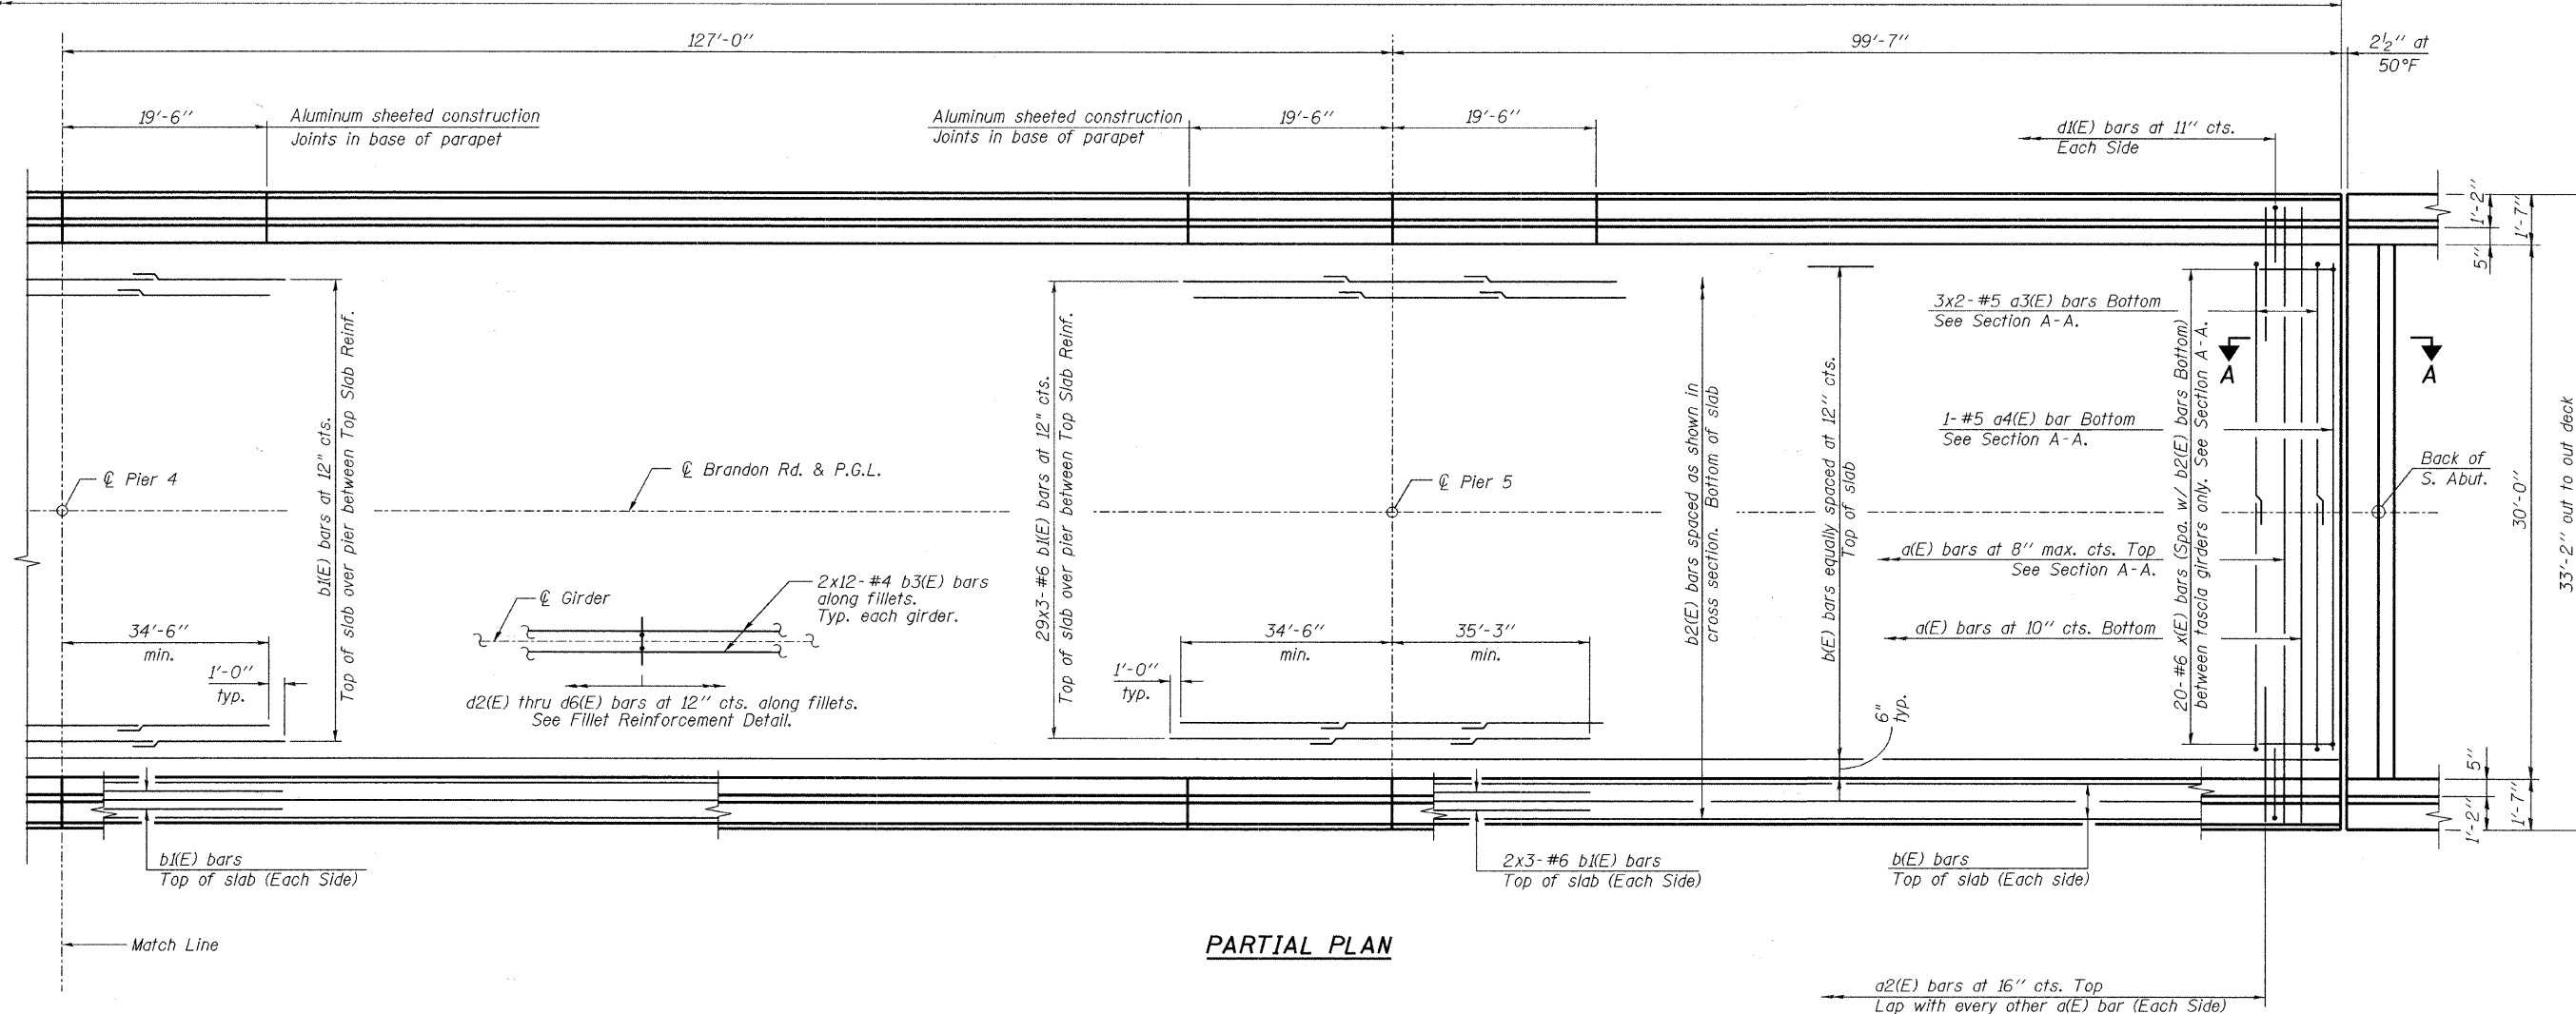 127'-0"
99'-7"
2½" at
50°F
19'-6"
Aluminum sheeted construction
Joints in base of parapet
Aluminum sheeted construction
Joints in base of parapet
19'-6"
19'-6"
d1(E) bars at 11" cts.
Each Side
1'-2"
1'-7"
5"
b1(E) bars at 12" cts.
Top of slab over pier between Top Slab Reinf.
29x3-#6 b1(E) bars at 12" cts.
Top of slab over pier between Top Slab Reinf.
b2(E) bars spaced as shown in
cross section. Bottom of slab
b(E) bars equally spaced at 12" cts.
Top of slab
3x2-#5 a3(E) bars Bottom
See Section A-A.
20-#6 x(E) bars (Spa. w/ b2(E) bars Bottom)
between fascia girders only. See Section A-A.
A
A
1-#5 a4(E) bar Bottom
See Section A-A.
℄ Pier 4
℄ Brandon Rd. & P.G.L.
℄ Pier 5
Back of
S. Abut.
30'-0"
33'-2" out to out deck
a(E) bars at 8" max. cts. Top
See Section A-A.
℄ Girder
2x12-#4 b3(E) bars
along fillets.
Typ. each girder.
a(E) bars at 10" cts. Bottom
34'-6"
min.
1'-0"
typ.
34'-6"
min.
35'-3"
min.
1'-0"
typ.
d2(E) thru d6(E) bars at 12" cts. along fillets.
See Fillet Reinforcement Detail.
6"
typ.
5"
1'-2"
1'-7"
b1(E) bars
Top of slab (Each Side)
2x3-#6 b1(E) bars
Top of slab (Each Side)
b(E) bars
Top of slab (Each side)
Match Line
PARTIAL PLAN
a2(E) bars at 16" cts. Top
Lap with every other a(E) bar (Each Side)